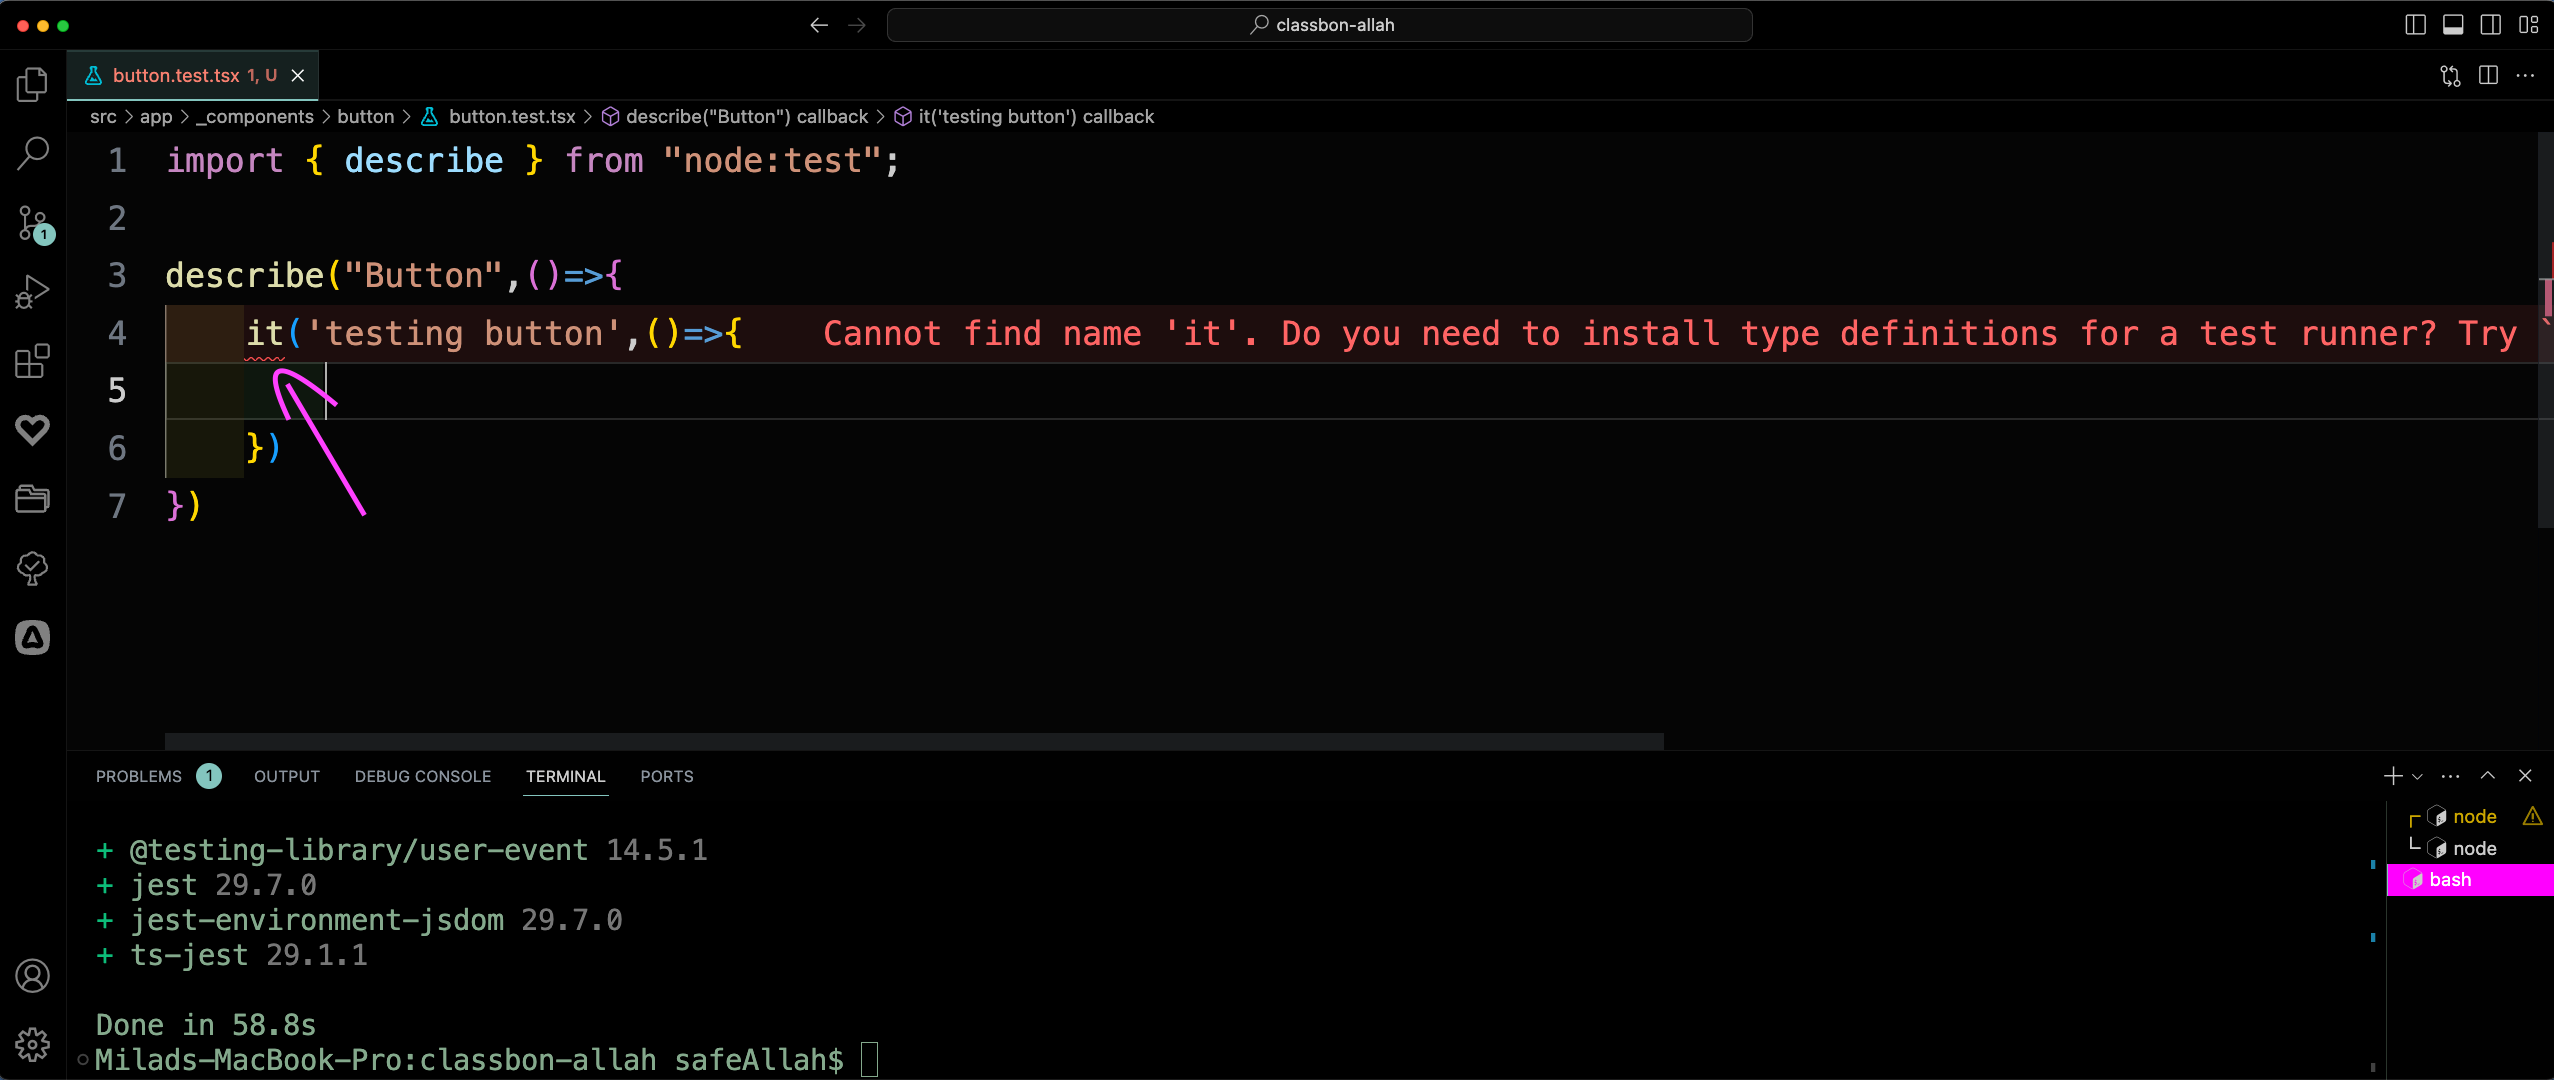 classbon-allah
button.test.tsx 1, U
src > app > _components > button > button.test.tsx > describe("Button") callback > it('testing button') callback
1 import { describe } from "node:test";
2
3 describe("Button",()=>{
4 it('testing button',()=>{ Cannot find name 'it'. Do you need to install type definitions for a test runner? Try `
5
6 })
7 })
1
PROBLEMS 1 OUTPUT DEBUG CONSOLE TERMINAL PORTS
+ @testing-library/user-event 14.5.1
+ jest 29.7.0
+ jest-environment-jsdom 29.7.0
+ ts-jest 29.1.1
Done in 58.8s
Milads-MacBook-Pro:classbon-allah safeAllah$
node
node
bash